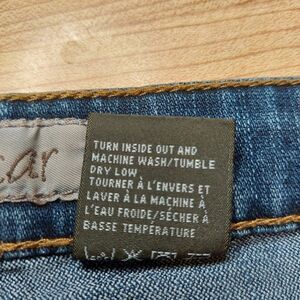 TURN INSIDE OUT AND
MACHINE WASH/TUMBLE
DRY LOW
TOURNER À L'ENVERS ET
LAVER À LA MACHINE À
L'EAU FROIDE/SÉCHER À
BASSE TEMPÉRATURE